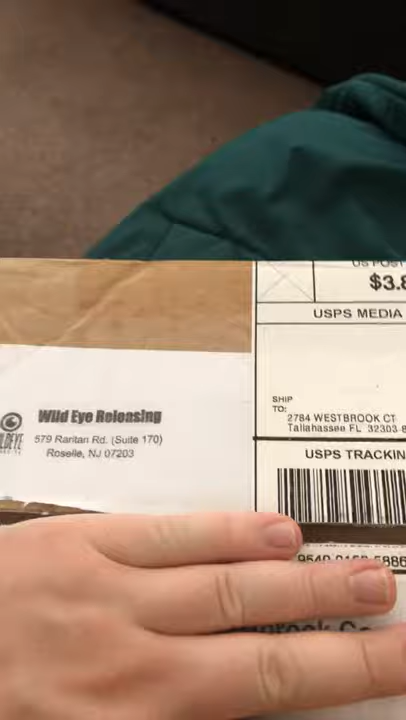 US POST
$3.8
USPS MEDIA
SHIP
TO:
2784 WESTBROOK CT
Tallahassee FL 32303-8
Wild Eye Releasing
579 Raritan Rd. (Suite 170)
Roselle, NJ 07203
USPS TRACKIN